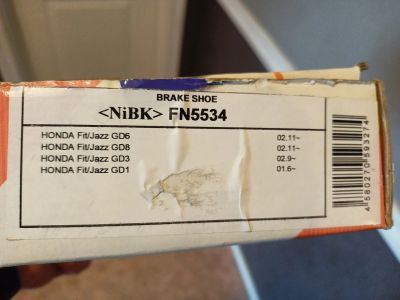 BRAKE SHOE
<NiBK> FN5534
HONDA Fit/Jazz GD6 02.11~
HONDA Fit/Jazz GD8 02.11~
HONDA Fit/Jazz GD3 02.9~
HONDA Fit/Jazz GD1 01.6~
4580270593274